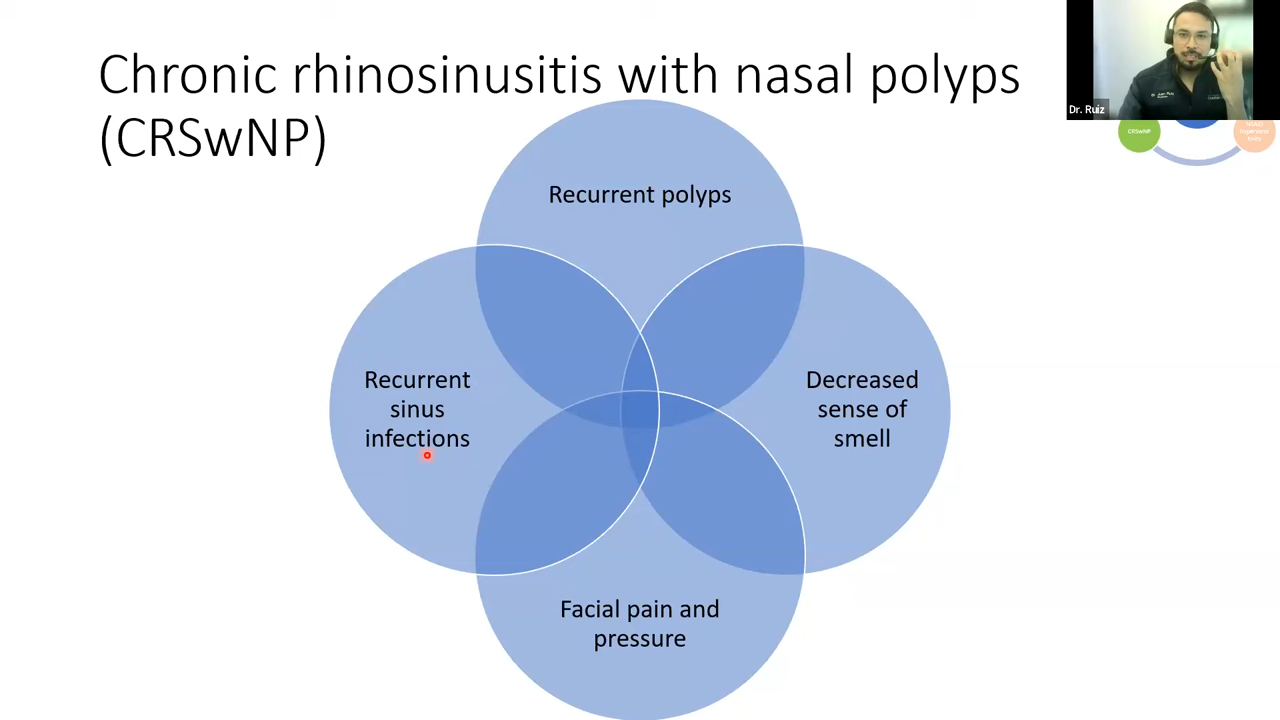 Chronic rhinosinusitis with nasal polyps
(CRSwNP)
Dr. Ruiz
CRSwNP
Recurrent polyps
Recurrent
sinus
infections
Decreased
sense of
smell
Facial pain and
pressure